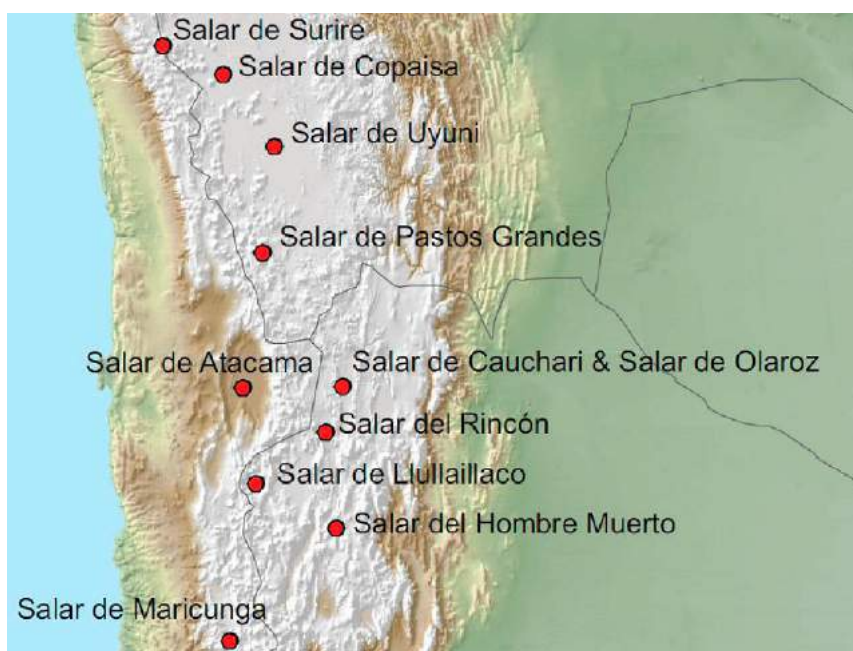 Salar de Surire
Salar de Copaisa
Salar de Uyuni
Salar de Pastos Grandes
Salar de Atacama
Salar de Cauchari & Salar de Olaroz
Salar del Rincón
Salar de Llullaillaco
Salar del Hombre Muerto
Salar de Maricunga